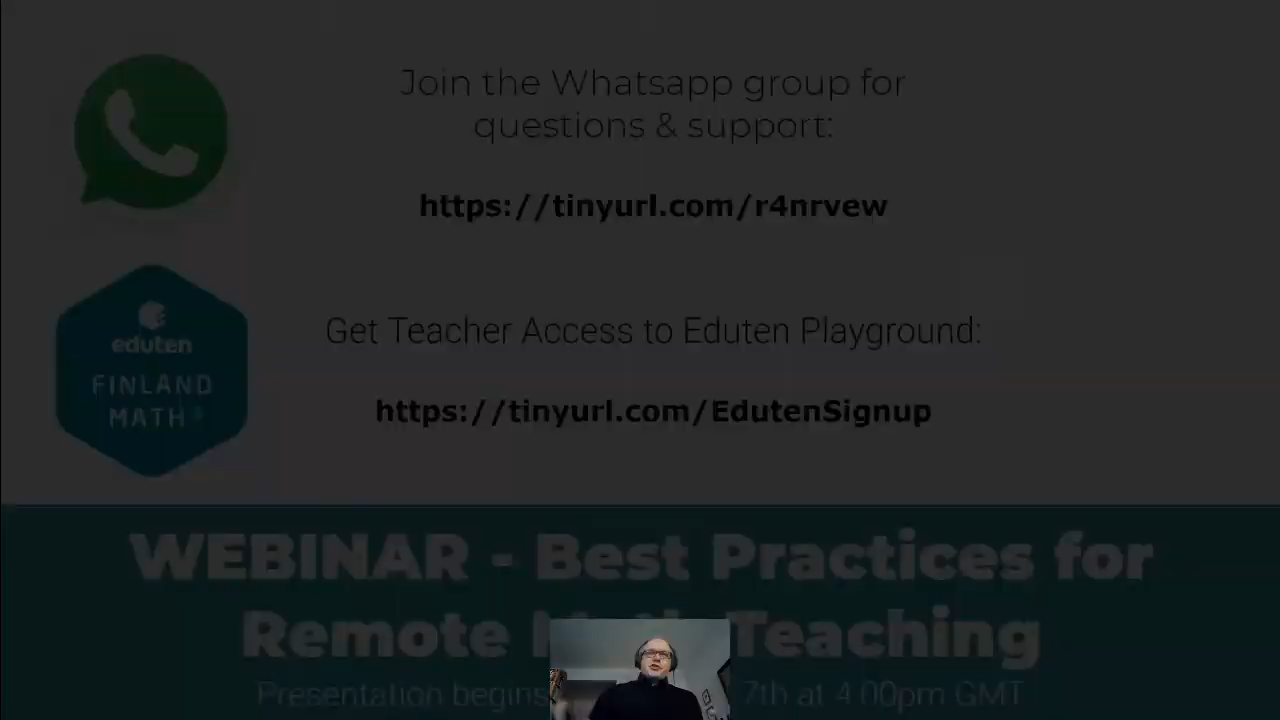 Join the Whatsapp group for
questions & support:
https://tinyurl.com/r4nrvew
eduten
FINLAND
MATH
Get Teacher Access to Eduten Playground:
https://tinyurl.com/EdutenSignup
WEBINAR - Best Practices for
Remote Teaching
Presentation begins 7th at 4:00pm GMT